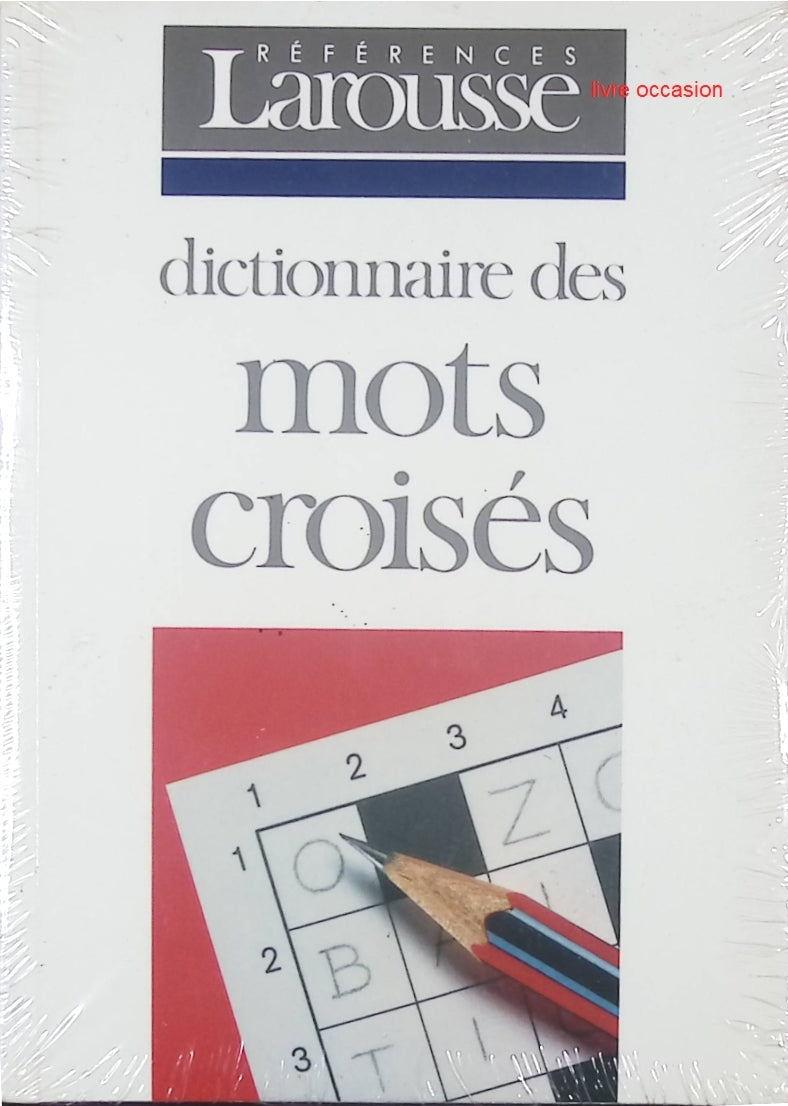 RÉFÉRENCES
Larousse
livre occasion
dictionnaire des
mots
croisés
1 2 3 4
1 O Z
2 B
3 T I